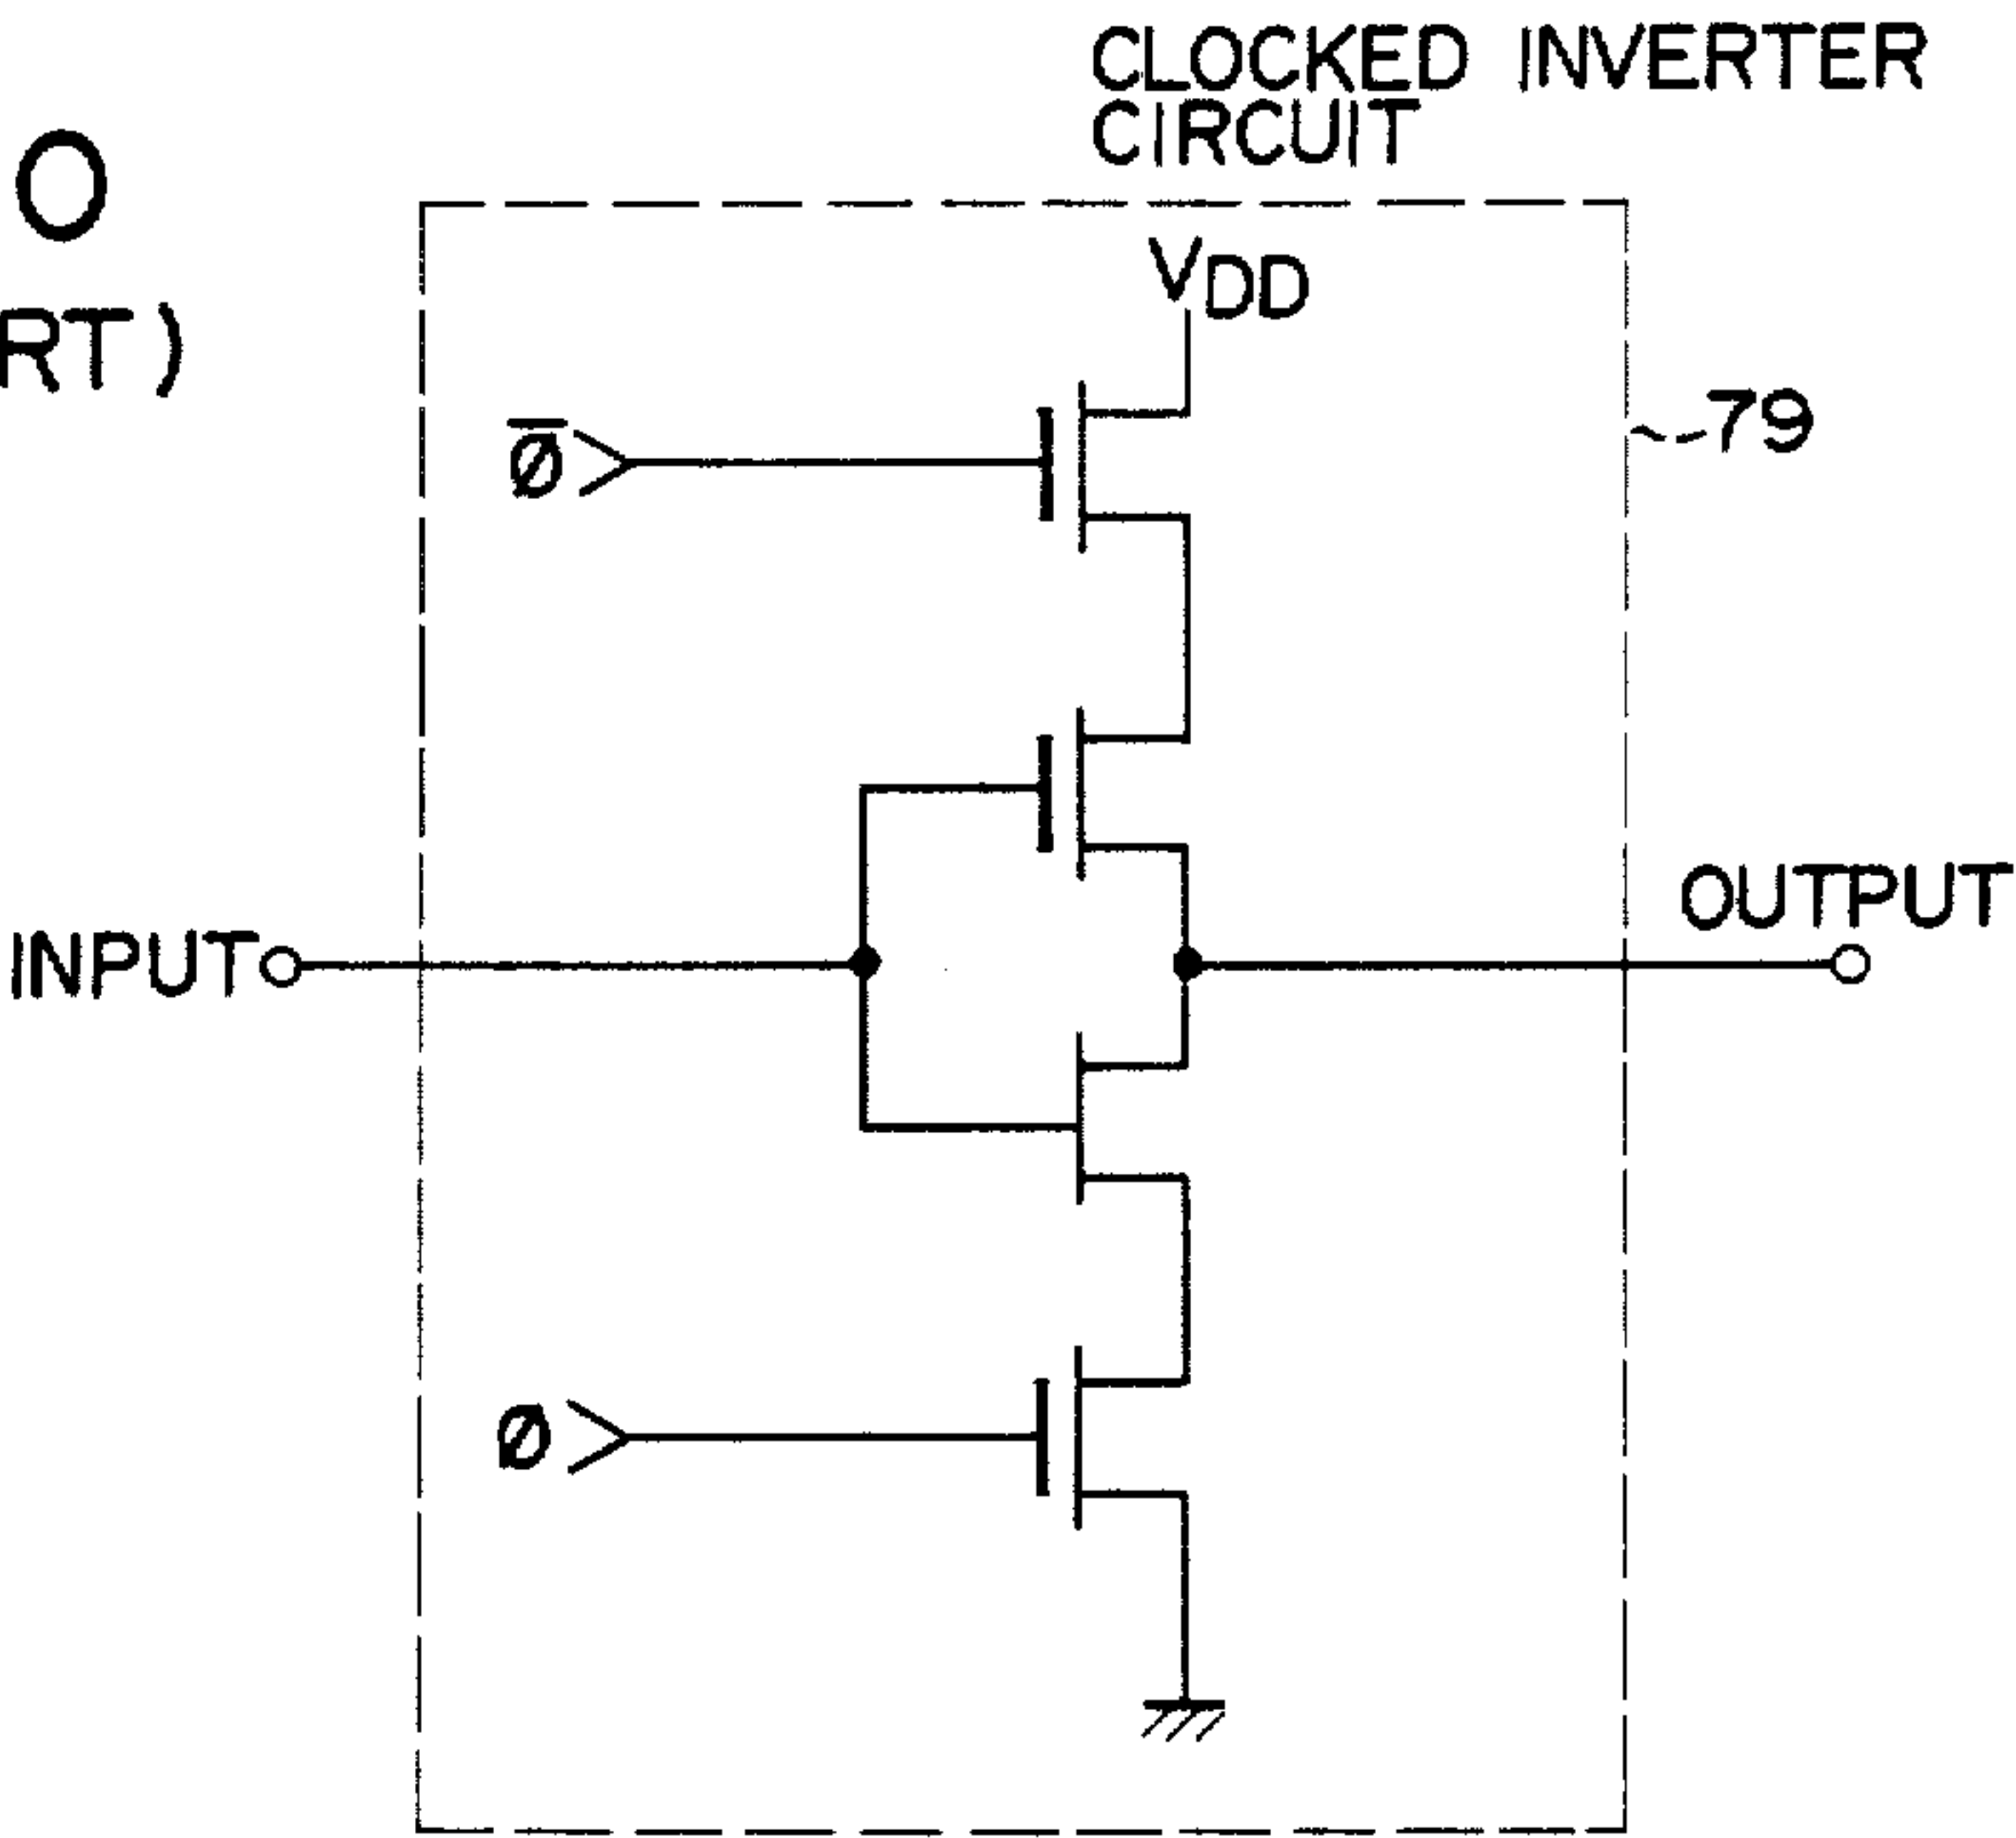 CLOCKED INVERTER
CIRCUIT
O
RT)
VDD
79
ø̅
OUTPUT
INPUT
ø